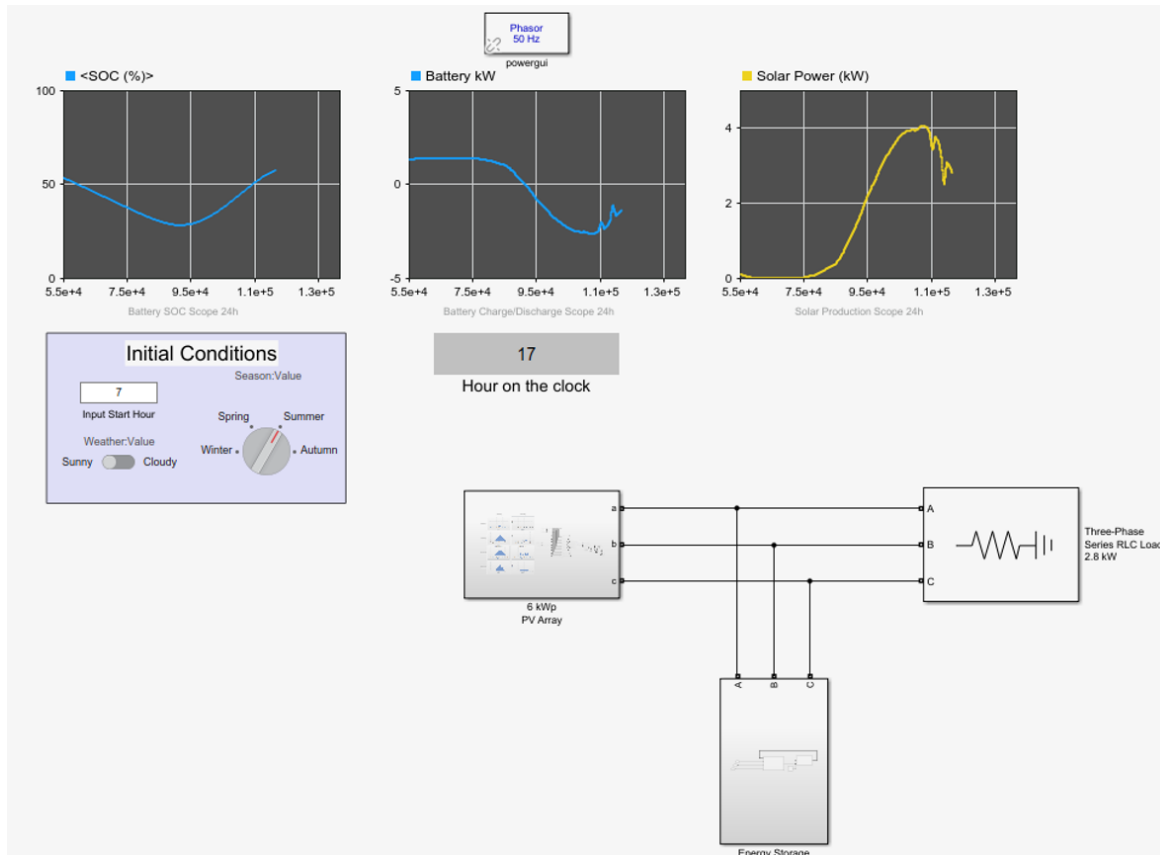 Phasor
50 Hz
powergui
<SOC (%)>
100
50
0
5.5e+4 7.5e+4 9.5e+4 1.1e+5 1.3e+5
Battery SOC Scope 24h
Battery kW
5
0
-5
5.5e+4 7.5e+4 9.5e+4 1.1e+5 1.3e+5
Battery Charge/Discharge Scope 24h
Solar Power (kW)
4
2
0
5.5e+4 7.5e+4 9.5e+4 1.1e+5 1.3e+5
Solar Production Scope 24h
Initial Conditions
7
Input Start Hour
Weather:Value
Sunny Cloudy
Season:Value
Spring Summer
Winter Autumn
17
Hour on the clock
a
b
c
6 kWp
PV Array
A
B
C
Three-Phase
Series RLC Load
2.8 kW
A B C
Energy Storage